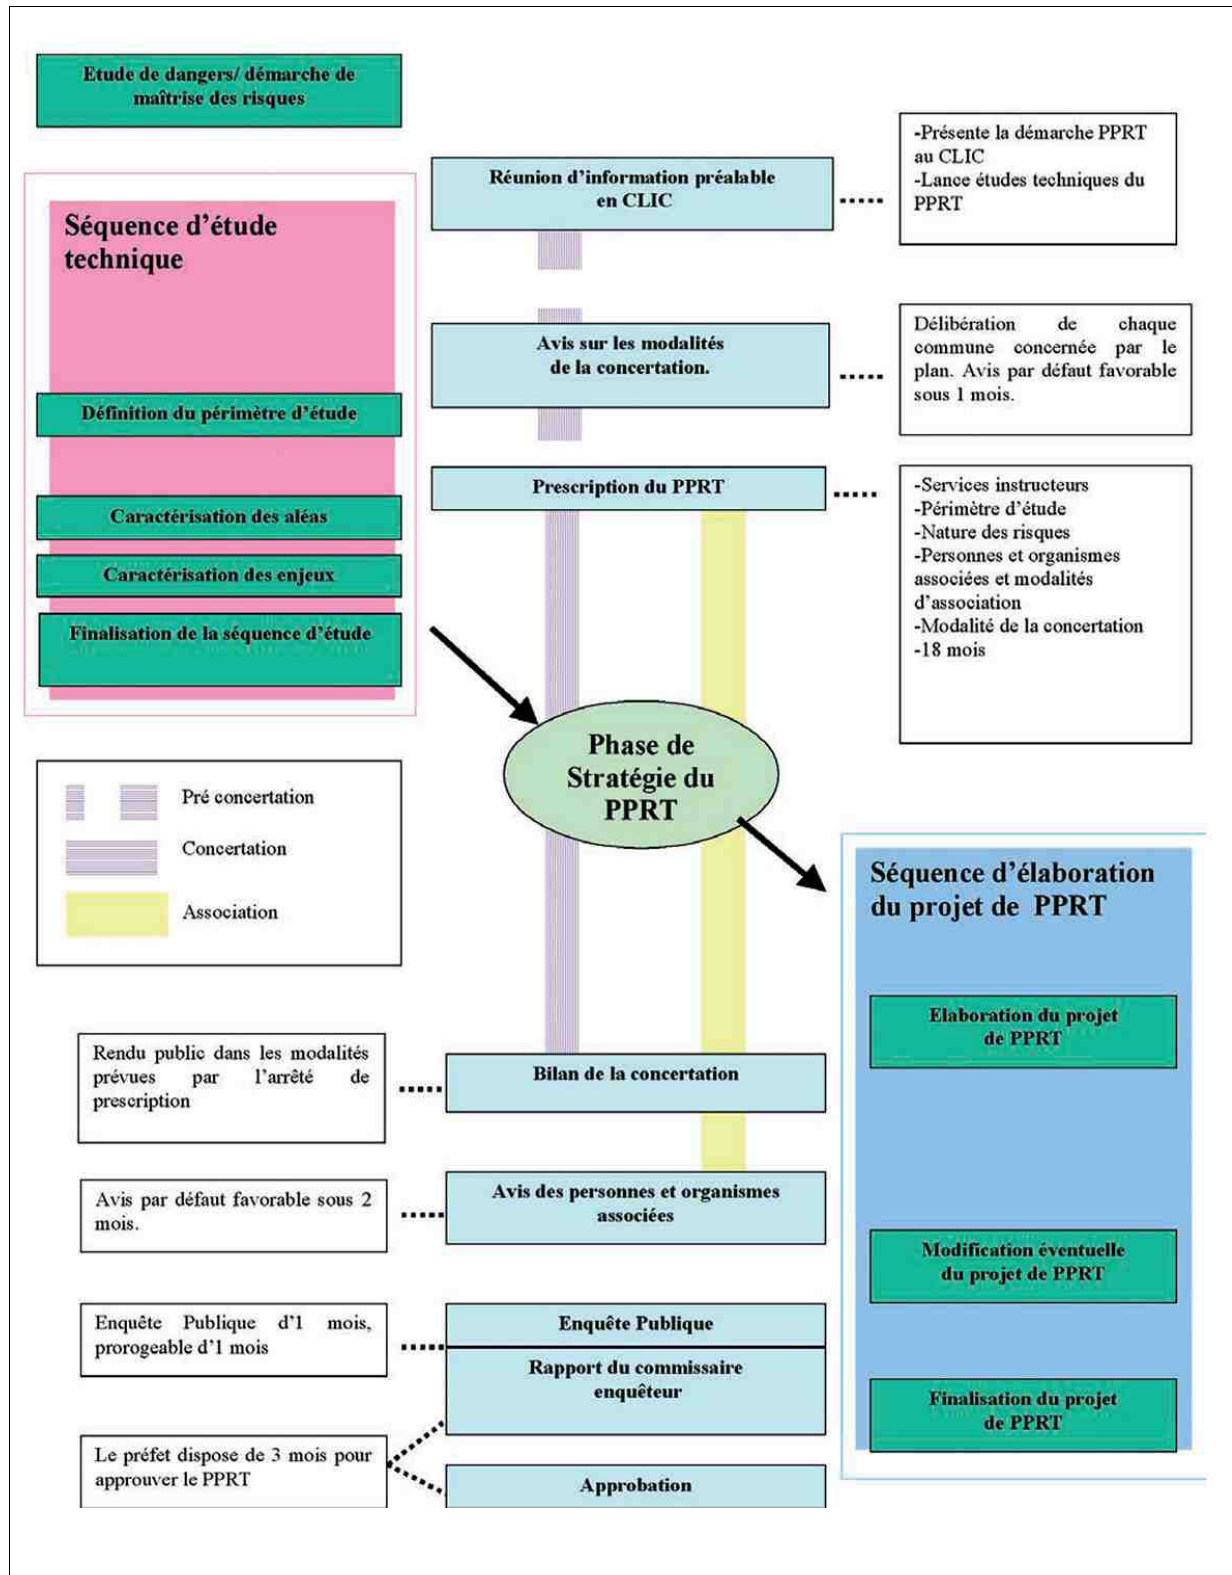 Etude de dangers/ démarche de
maîtrise des risques
Séquence d'étude
technique
Définition du périmètre d'étude
Caractérisation des aléas
Caractérisation des enjeux
Finalisation de la séquence d'étude
Réunion d'information préalable
en CLIC
-Présente la démarche PPRT
au CLIC
-Lance études techniques du
PPRT
Avis sur les modalités
de la concertation.
Délibération de chaque
commune concernée par le
plan. Avis par défaut favorable
sous 1 mois.
Prescription du PPRT
-Services instructeurs
-Périmètre d'étude
-Nature des risques
-Personnes et organismes
associées et modalités
d'association
-Modalité de la concertation
-18 mois
Phase de
Stratégie du
PPRT
Pré concertation
Concertation
Association
Séquence d'élaboration
du projet de PPRT
Elaboration du projet
de PPRT
Modification éventuelle
du projet de PPRT
Finalisation du projet
de PPRT
Rendu public dans les modalités
prévues par l'arrêté de
prescription
Bilan de la concertation
Avis par défaut favorable sous 2
mois.
Avis des personnes et organismes
associées
Enquête Publique d'1 mois,
prorogeable d'1 mois
Enquête Publique
Rapport du commissaire
enquêteur
Le préfet dispose de 3 mois pour
approuver le PPRT
Approbation